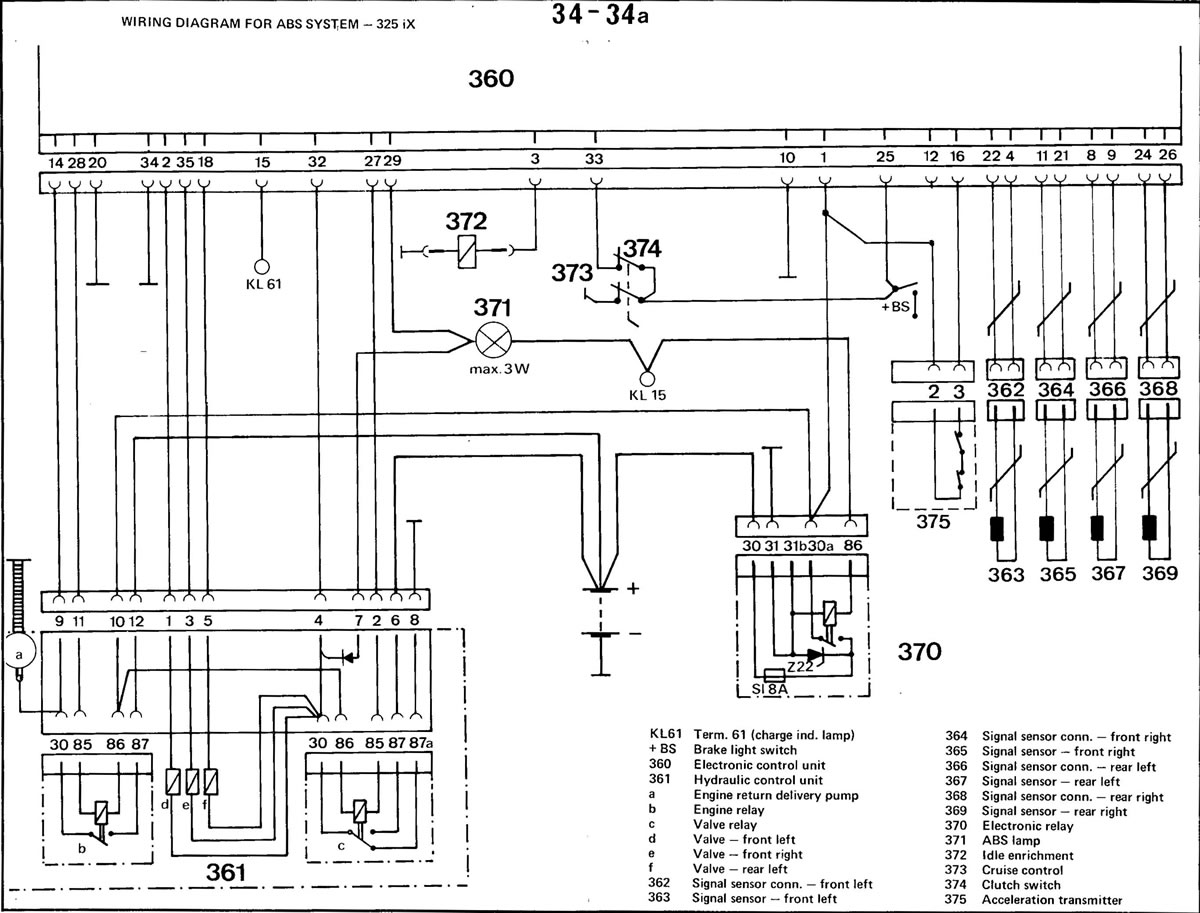 WIRING DIAGRAM FOR ABS SYSTEM – 325 iX
34-34a
360
14 28 20 34 2 35 18 15 32 27 29 3 33 10 1 25 12 16 22 4 11 21 8 9 24 26
372
374
373
KL 61
+ BS
371
max. 3 W
KL 15
2 3 362 364 366 368
375
30 31 31b 30a 86
363 365 367 369
+
9 11 10 12 1 3 5 4 7 2 6 8
–
a
370
Z22
SI 8A
30 85 86 87 30 86 85 87 87a
d e f
b
c
361
KL61 Term. 61 (charge ind. lamp)
+ BS Brake light switch
360 Electronic control unit
361 Hydraulic control unit
a Engine return delivery pump
b Engine relay
c Valve relay
d Valve – front left
e Valve – front right
f Valve – rear left
362 Signal sensor conn. – front left
363 Signal sensor – front left
364 Signal sensor conn. – front right
365 Signal sensor – front right
366 Signal sensor conn. – rear left
367 Signal sensor – rear left
368 Signal sensor conn. – rear right
369 Signal sensor – rear right
370 Electronic relay
371 ABS lamp
372 Idle enrichment
373 Cruise control
374 Clutch switch
375 Acceleration transmitter